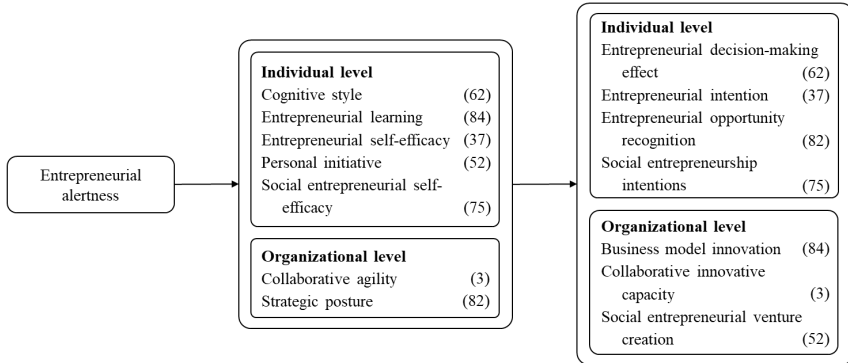 Entrepreneurial
alertness
Individual level
Cognitive style (62)
Entrepreneurial learning (84)
Entrepreneurial self-efficacy (37)
Personal initiative (52)
Social entrepreneurial self-
efficacy (75)
Organizational level
Collaborative agility (3)
Strategic posture (82)
Individual level
Entrepreneurial decision-making
effect (62)
Entrepreneurial intention (37)
Entrepreneurial opportunity
recognition (82)
Social entrepreneurship
intentions (75)
Organizational level
Business model innovation (84)
Collaborative innovative
capacity (3)
Social entrepreneurial venture
creation (52)